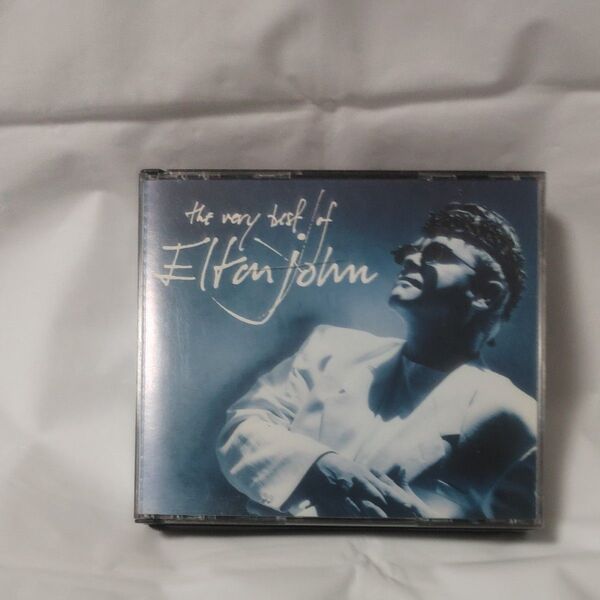 the very best of
Elton john